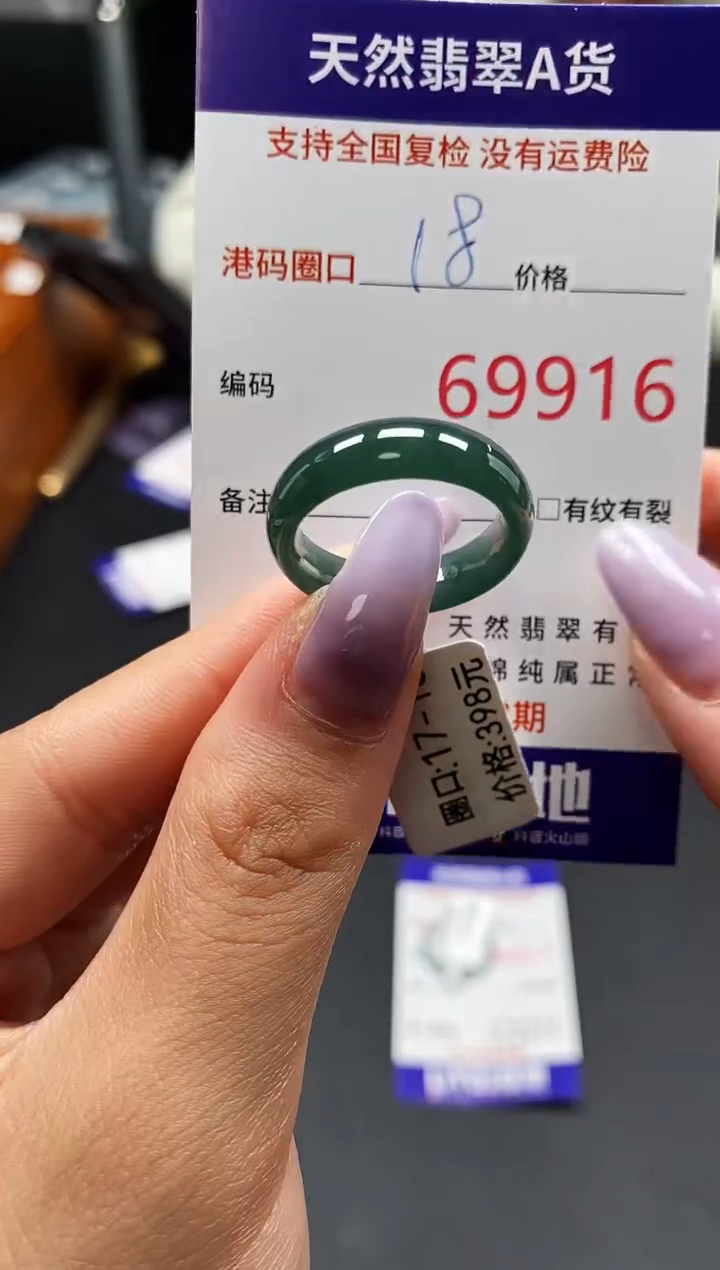 天然翡翠A货
支持全国复检 没有运费险
港码圈口 18 价格
编码 69916
备注 □有纹有裂
天然翡翠有
棉纯属正
期
地
圈口:17-1
价格:398元